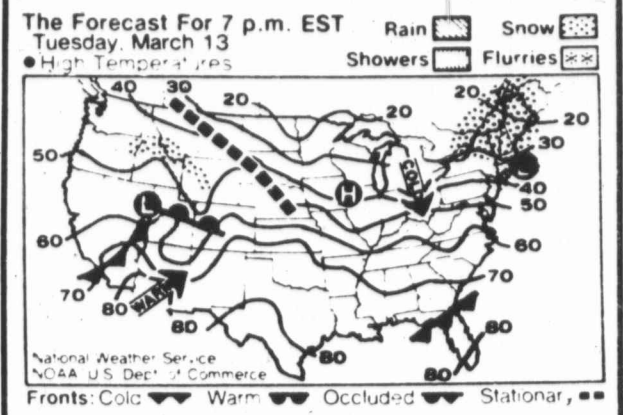 The Forecast For 7 p.m. EST
Tuesday, March 13
High Temperatures
Rain Snow
Showers Flurries
40 30 20 20 20 20
30
50
40
50
60 60
70 70
80 80 80 80
L H L
COLD
WARM
National Weather Service
NOAA U.S. Dept. of Commerce
Fronts: Cold Warm Occluded Stationary